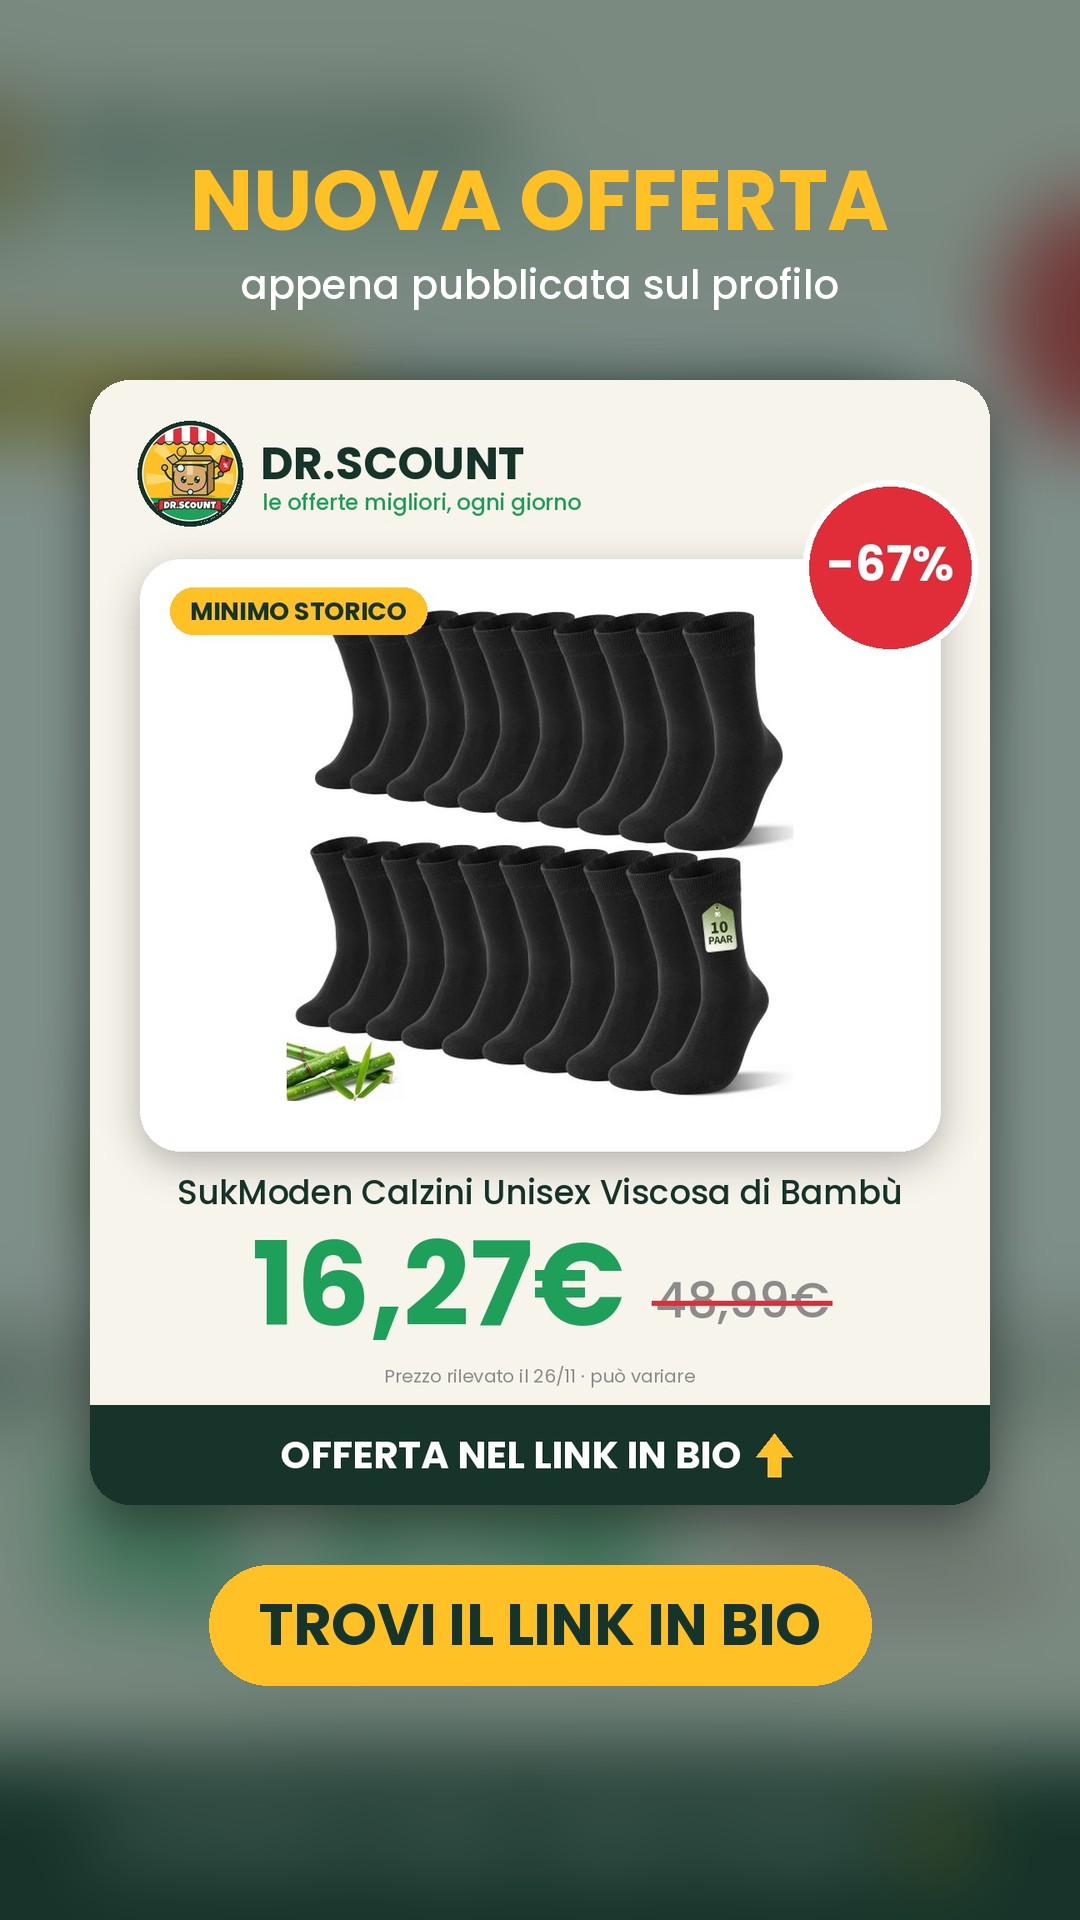 NUOVA OFFERTA
appena pubblicata sul profilo
DR.SCOUNT
DR.SCOUNT
le offerte migliori, ogni giorno
-67%
MINIMO STORICO
10
PAAR
SukModen Calzini Unisex Viscosa di Bambù
16,27€ 48,99€
Prezzo rilevato il 26/11 · può variare
OFFERTA NEL LINK IN BIO
TROVI IL LINK IN BIO